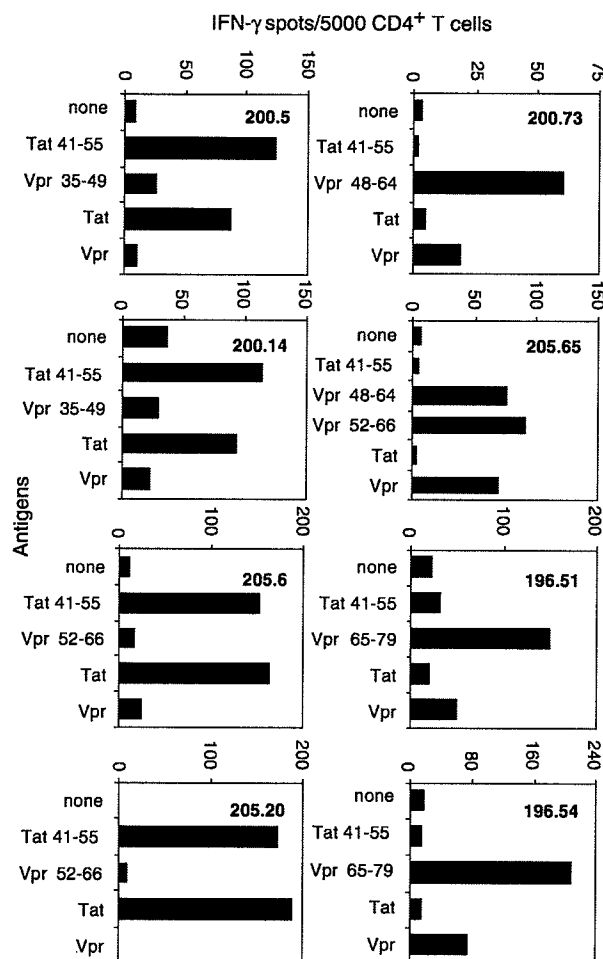 IFN-γ spots/5000 CD4+ T cells
0 50 100 150
200.5
none
Tat 41-55
Vpr 35-49
Tat
Vpr
0 25 50 75
200.73
none
Tat 41-55
Vpr 48-64
Tat
Vpr
0 50 100 150
200.14
none
Tat 41-55
Vpr 35-49
Tat
Vpr
0 50 100 150
205.65
none
Tat 41-55
Vpr 48-64
Vpr 52-66
Tat
Vpr
Antigens
0 100 200
205.6
none
Tat 41-55
Vpr 52-66
Tat
Vpr
0 100 200
196.51
none
Tat 41-55
Vpr 65-79
Tat
Vpr
0 100 200
205.20
none
Tat 41-55
Vpr 52-66
Tat
Vpr
0 80 160 240
196.54
none
Tat 41-55
Vpr 65-79
Tat
Vpr